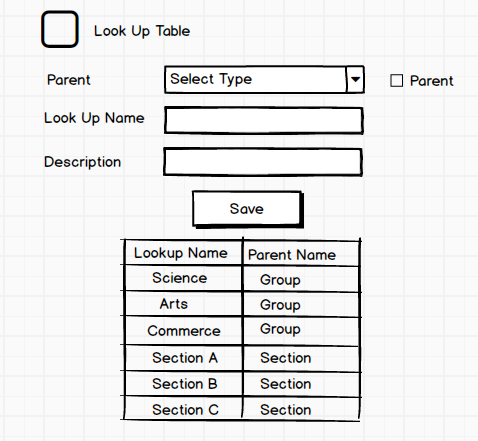 Look Up Table
Parent Select Type Parent
Look Up Name
Description
Save
Lookup Name Parent Name
Science Group
Arts Group
Commerce Group
Section A Section
Section B Section
Section C Section